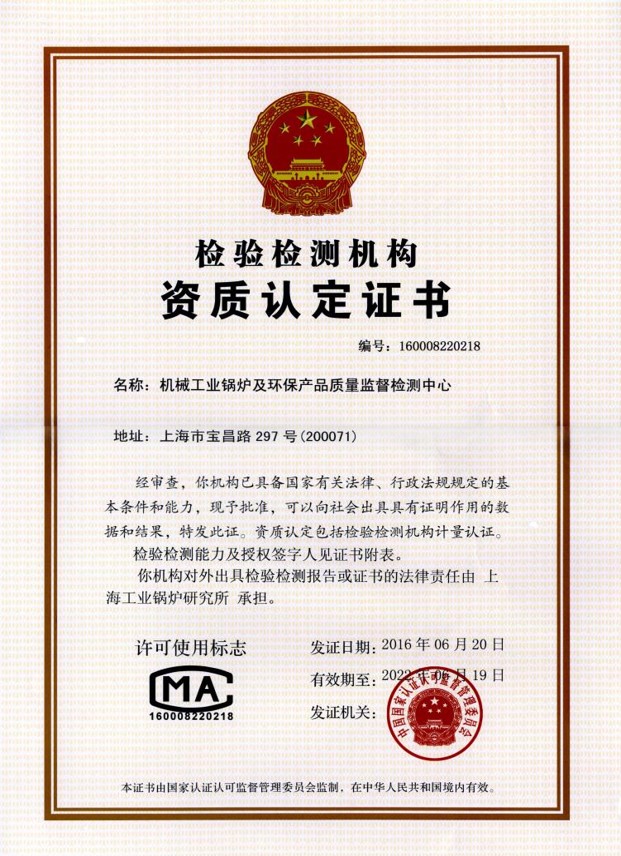 检验检测机构
资质认定证书
编号：160008220218
名称：机械工业锅炉及环保产品质量监督检测中心
地址：上海市宝昌路 297 号(200071)
经审查，你机构已具备国家有关法律、行政法规规定的基
本条件和能力，现予批准，可以向社会出具具有证明作用的数
据和结果，特发此证。资质认定包括检验检测机构计量认证。
检验检测能力及授权签字人见证书附表。
你机构对外出具检验检测报告或证书的法律责任由 上
海工业锅炉研究所 承担。
许可使用标志
MA
160008220218
发证日期：2016 年 06 月 20 日
有效期至：2022 年 06 月 19 日
发证机关：
中国国家认证认可监督管理委员会
本证书由国家认证认可监督管理委员会监制，在中华人民共和国境内有效。